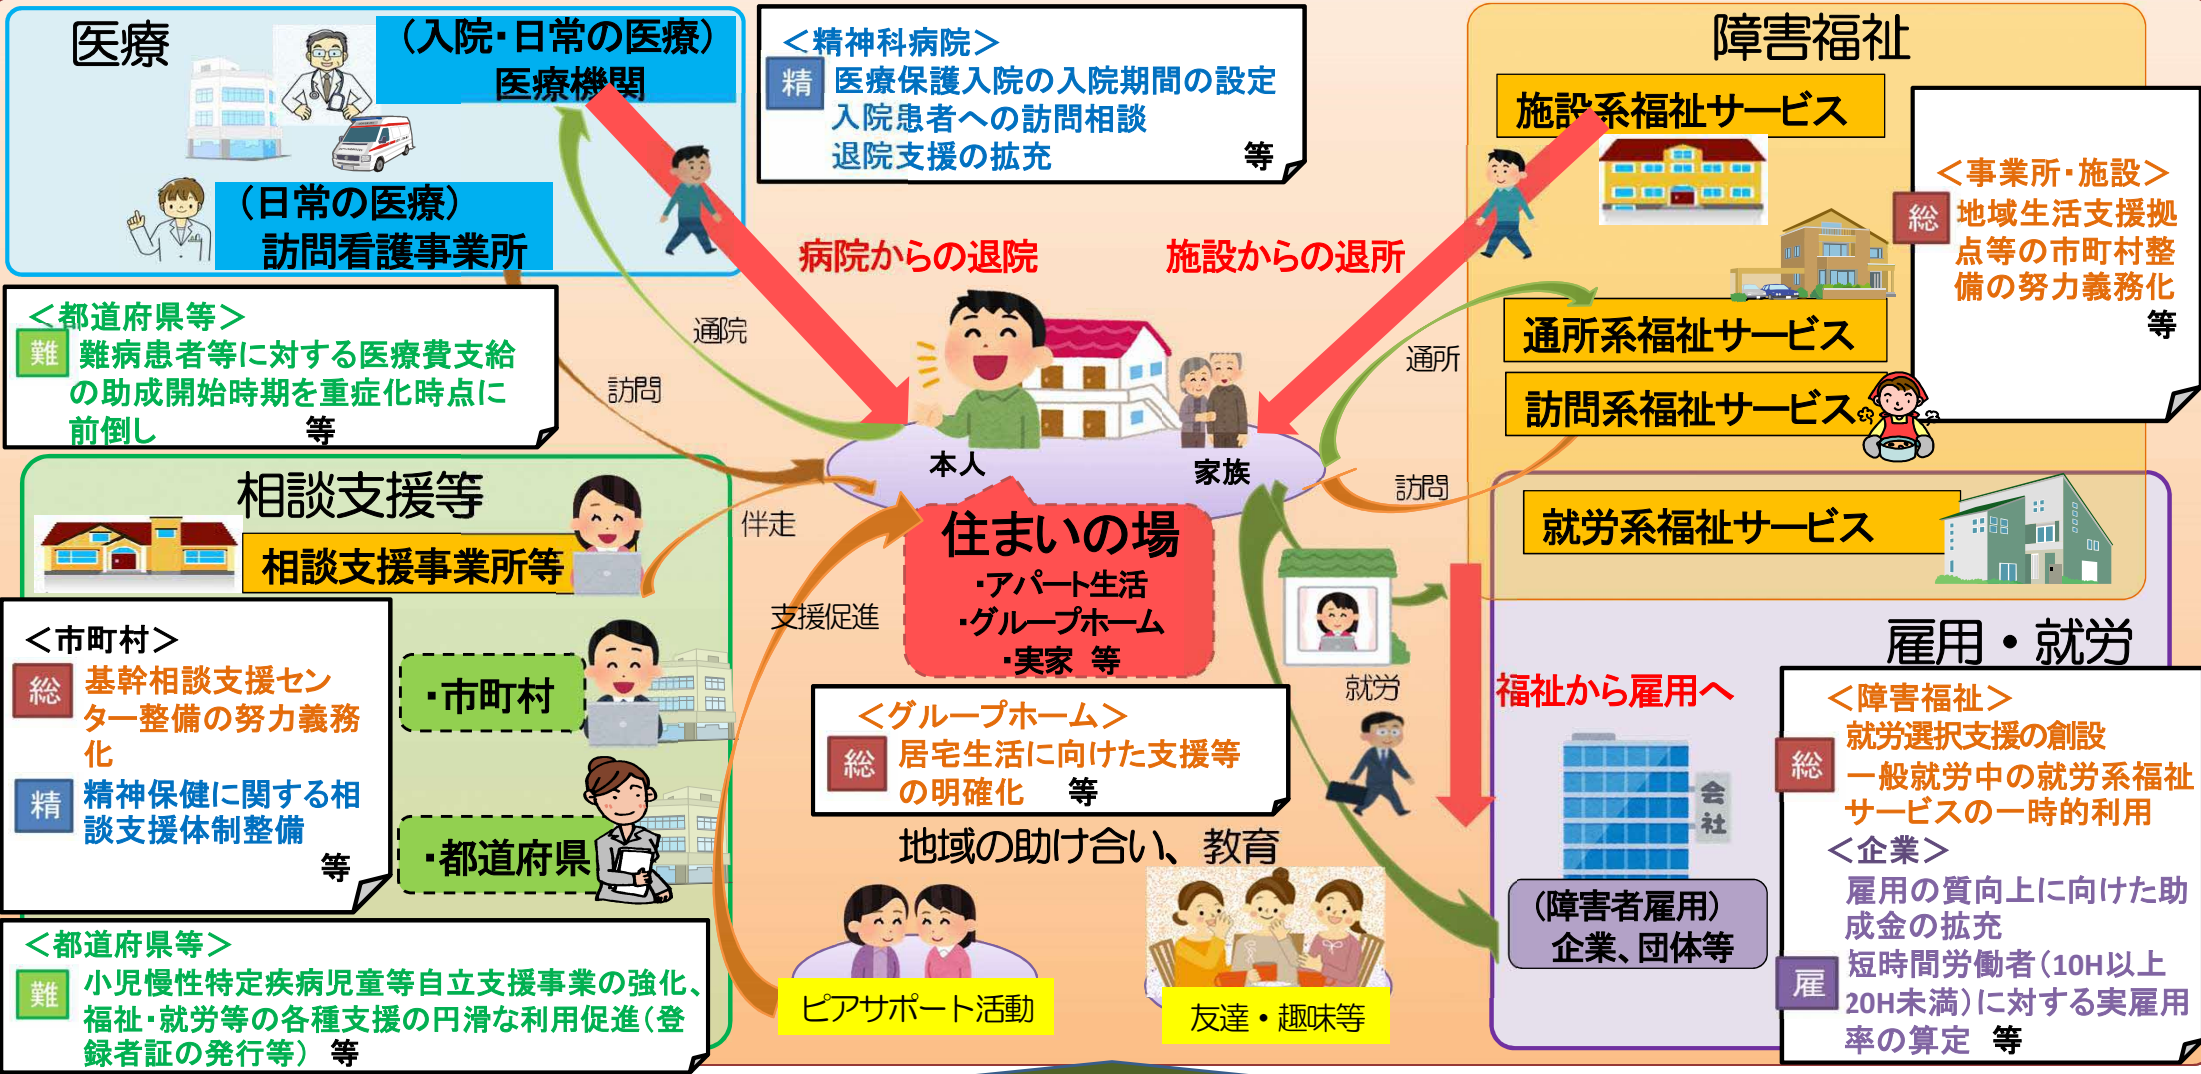 医療
（入院・日常の医療）
医療機関
（日常の医療）
訪問看護事業所
＜精神科病院＞
精 医療保護入院の入院期間の設定
入院患者への訪問相談
退院支援の拡充 等
障害福祉
施設系福祉サービス
＜事業所・施設＞
総 地域生活支援拠
点等の市町村整
備の努力義務化
等
通所系福祉サービス
訪問系福祉サービス
就労系福祉サービス
病院からの退院
施設からの退所
通院
訪問
通所
訪問
＜都道府県等＞
難 難病患者等に対する医療費支給
の助成開始時期を重症化時点に
前倒し 等
本人
家族
住まいの場
・アパート生活
・グループホーム
・実家 等
伴走
支援促進
就労
相談支援等
相談支援事業所等
＜市町村＞
総 基幹相談支援セン
ター整備の努力義務
化
精 精神保健に関する相
談支援体制整備
等
・市町村
・都道府県
＜都道府県等＞
難 小児慢性特定疾病児童等自立支援事業の強化、
福祉・就労等の各種支援の円滑な利用促進（登
録者証の発行等） 等
＜グループホーム＞
総 居宅生活に向けた支援等
の明確化 等
地域の助け合い、教育
ピアサポート活動
友達・趣味等
雇用・就労
福祉から雇用へ
会
社
（障害者雇用）
企業、団体等
＜障害福祉＞
就労選択支援の創設
総 一般就労中の就労系福祉
サービスの一時的利用
＜企業＞
雇用の質向上に向けた助
成金の拡充
雇 短時間労働者（10H以上
20H未満）に対する実雇用
率の算定 等